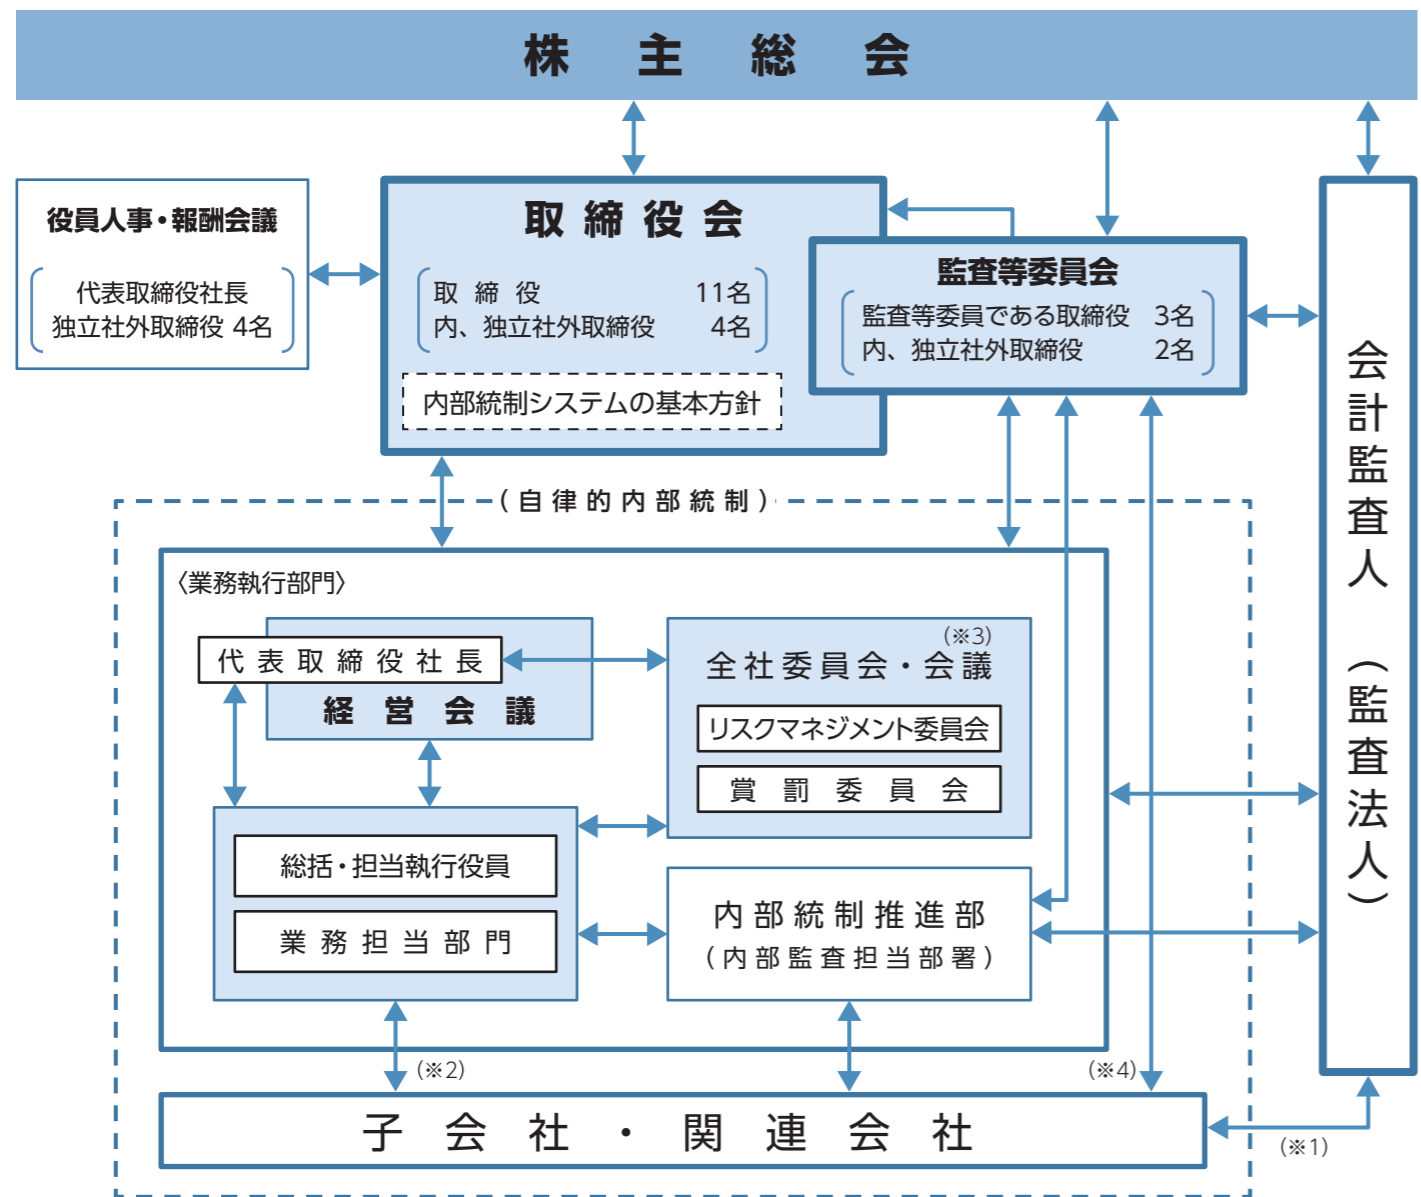 株主総会
役員人事・報酬会議
代表取締役社長
独立社外取締役 4名
取締役会
取締役 11名
内、独立社外取締役 4名
内部統制システムの基本方針
監査等委員会
監査等委員である取締役 3名
内、独立社外取締役 2名
会計監査人（監査法人）
（自律的内部統制）
〈業務執行部門〉
代表取締役社長
経営会議
（※3）
全社委員会・会議
リスクマネジメント委員会
賞罰委員会
総括・担当執行役員
業務担当部門
内部統制推進部
（内部監査担当部署）
（※2）
（※4）
子会社・関連会社
（※1）